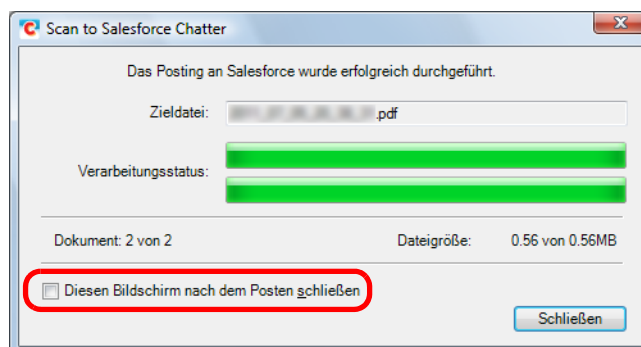 Scan to Salesforce Chatter
Das Posting an Salesforce wurde erfolgreich durchgeführt.
Zieldatei: .pdf
Verarbeitungsstatus:
Dokument: 2 von 2 Dateigröße: 0.56 von 0.56MB
Diesen Bildschirm nach dem Posten schließen
Schließen